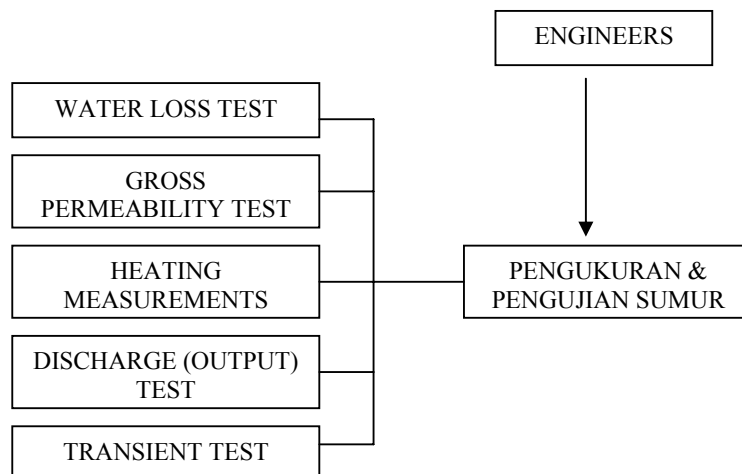 ENGINEERS
WATER LOSS TEST
GROSS
PERMEABILITY TEST
HEATING
MEASUREMENTS
PENGUKURAN &
PENGUJIAN SUMUR
DISCHARGE (OUTPUT)
TEST
TRANSIENT TEST